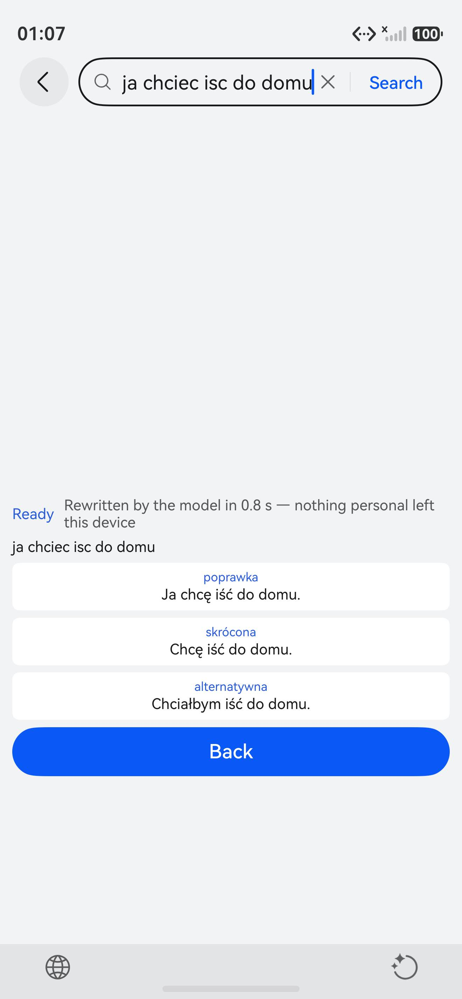 01:07
100
ja chciec isc do domu
Search
Ready
Rewritten by the model in 0.8 s — nothing personal left
this device
ja chciec isc do domu
poprawka
Ja chcę iść do domu.
skrócona
Chcę iść do domu.
alternatywna
Chciałbym iść do domu.
Back